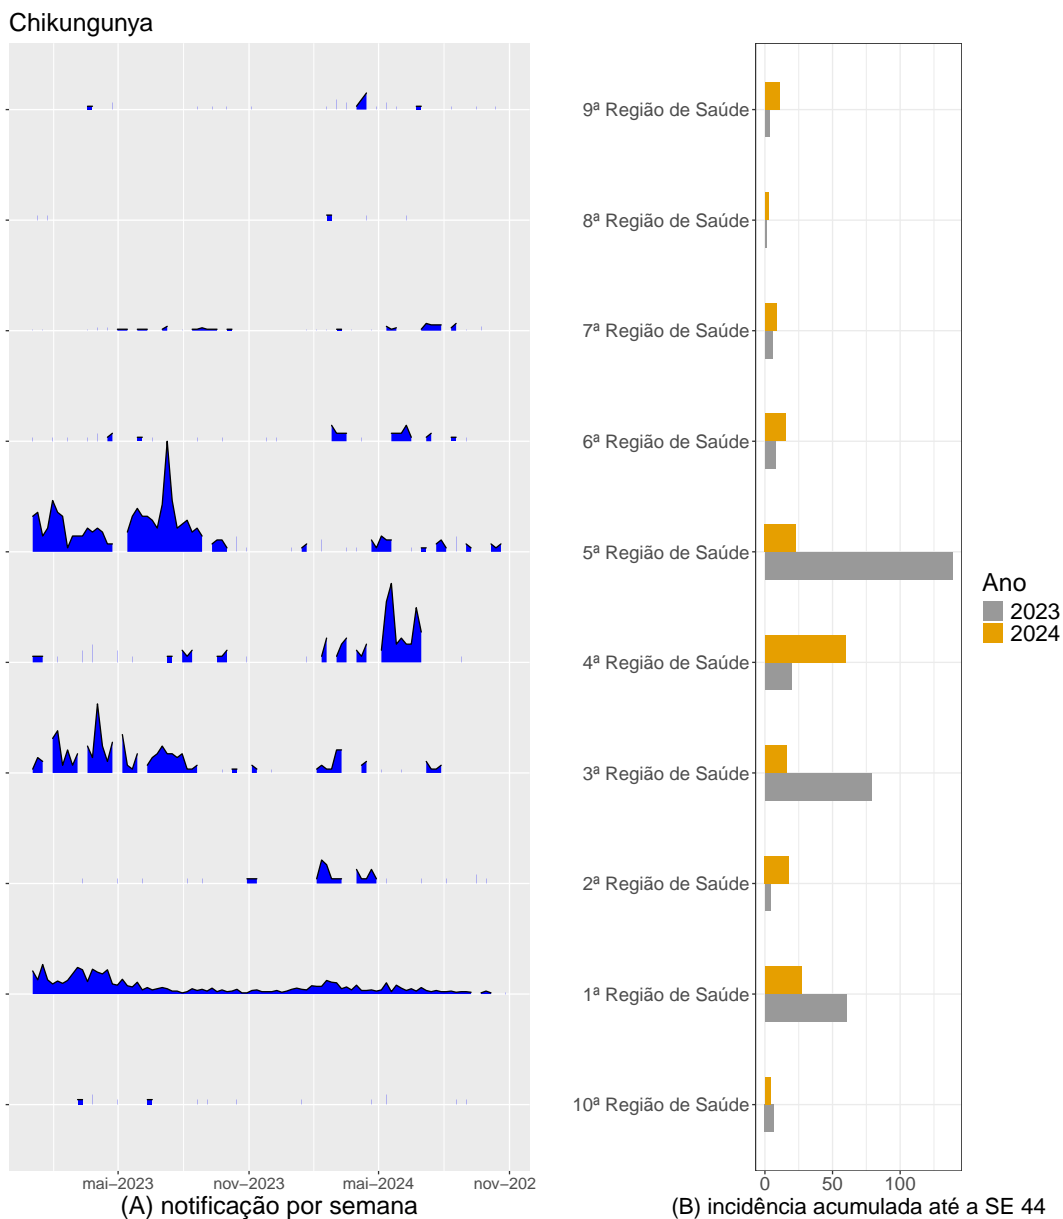 Chikungunya
9ª Região de Saúde
8ª Região de Saúde
7ª Região de Saúde
6ª Região de Saúde
5ª Região de Saúde
4ª Região de Saúde
3ª Região de Saúde
2ª Região de Saúde
1ª Região de Saúde
10ª Região de Saúde
Ano
2023
2024
mai−2023 nov−2023 mai−2024 nov−202
0 50 100
(A) notificação por semana
(B) incidência acumulada até a SE 44